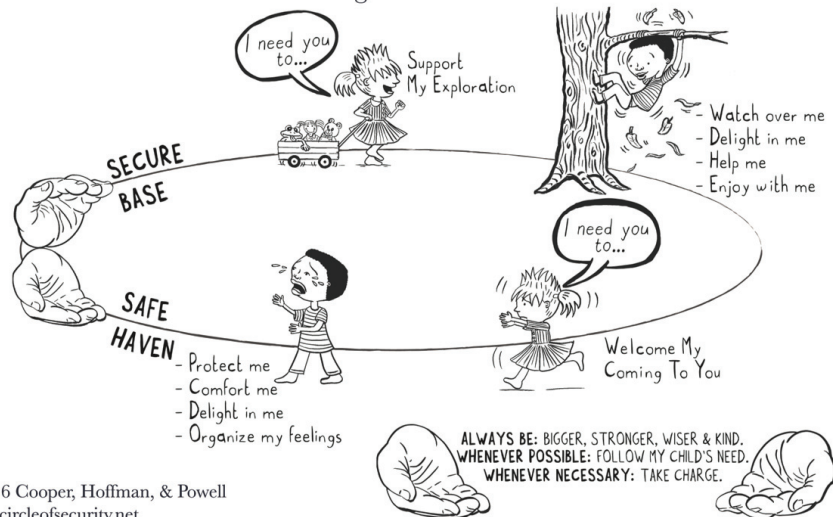 I need you
to...
Support
My Exploration
- Watch over me
- Delight in me
- Help me
- Enjoy with me
SECURE
BASE
I need you
to...
SAFE
HAVEN
- Protect me
- Comfort me
- Delight in me
- Organize my feelings
Welcome My
Coming To You
ALWAYS BE: BIGGER, STRONGER, WISER & KIND.
WHENEVER POSSIBLE: FOLLOW MY CHILD'S NEED.
WHENEVER NECESSARY: TAKE CHARGE.
6 Cooper, Hoffman, & Powell
circleofsecurity.net